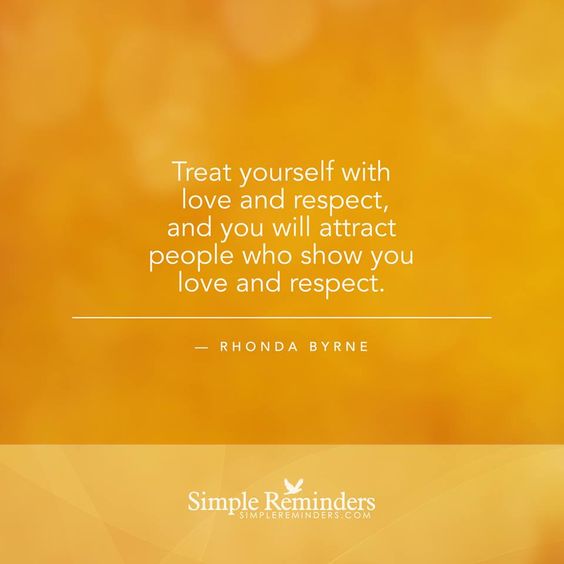 Treat yourself with
love and respect,
and you will attract
people who show you
love and respect.
— RHONDA BYRNE
Simple Reminders
SIMPLEREMINDERS.COM